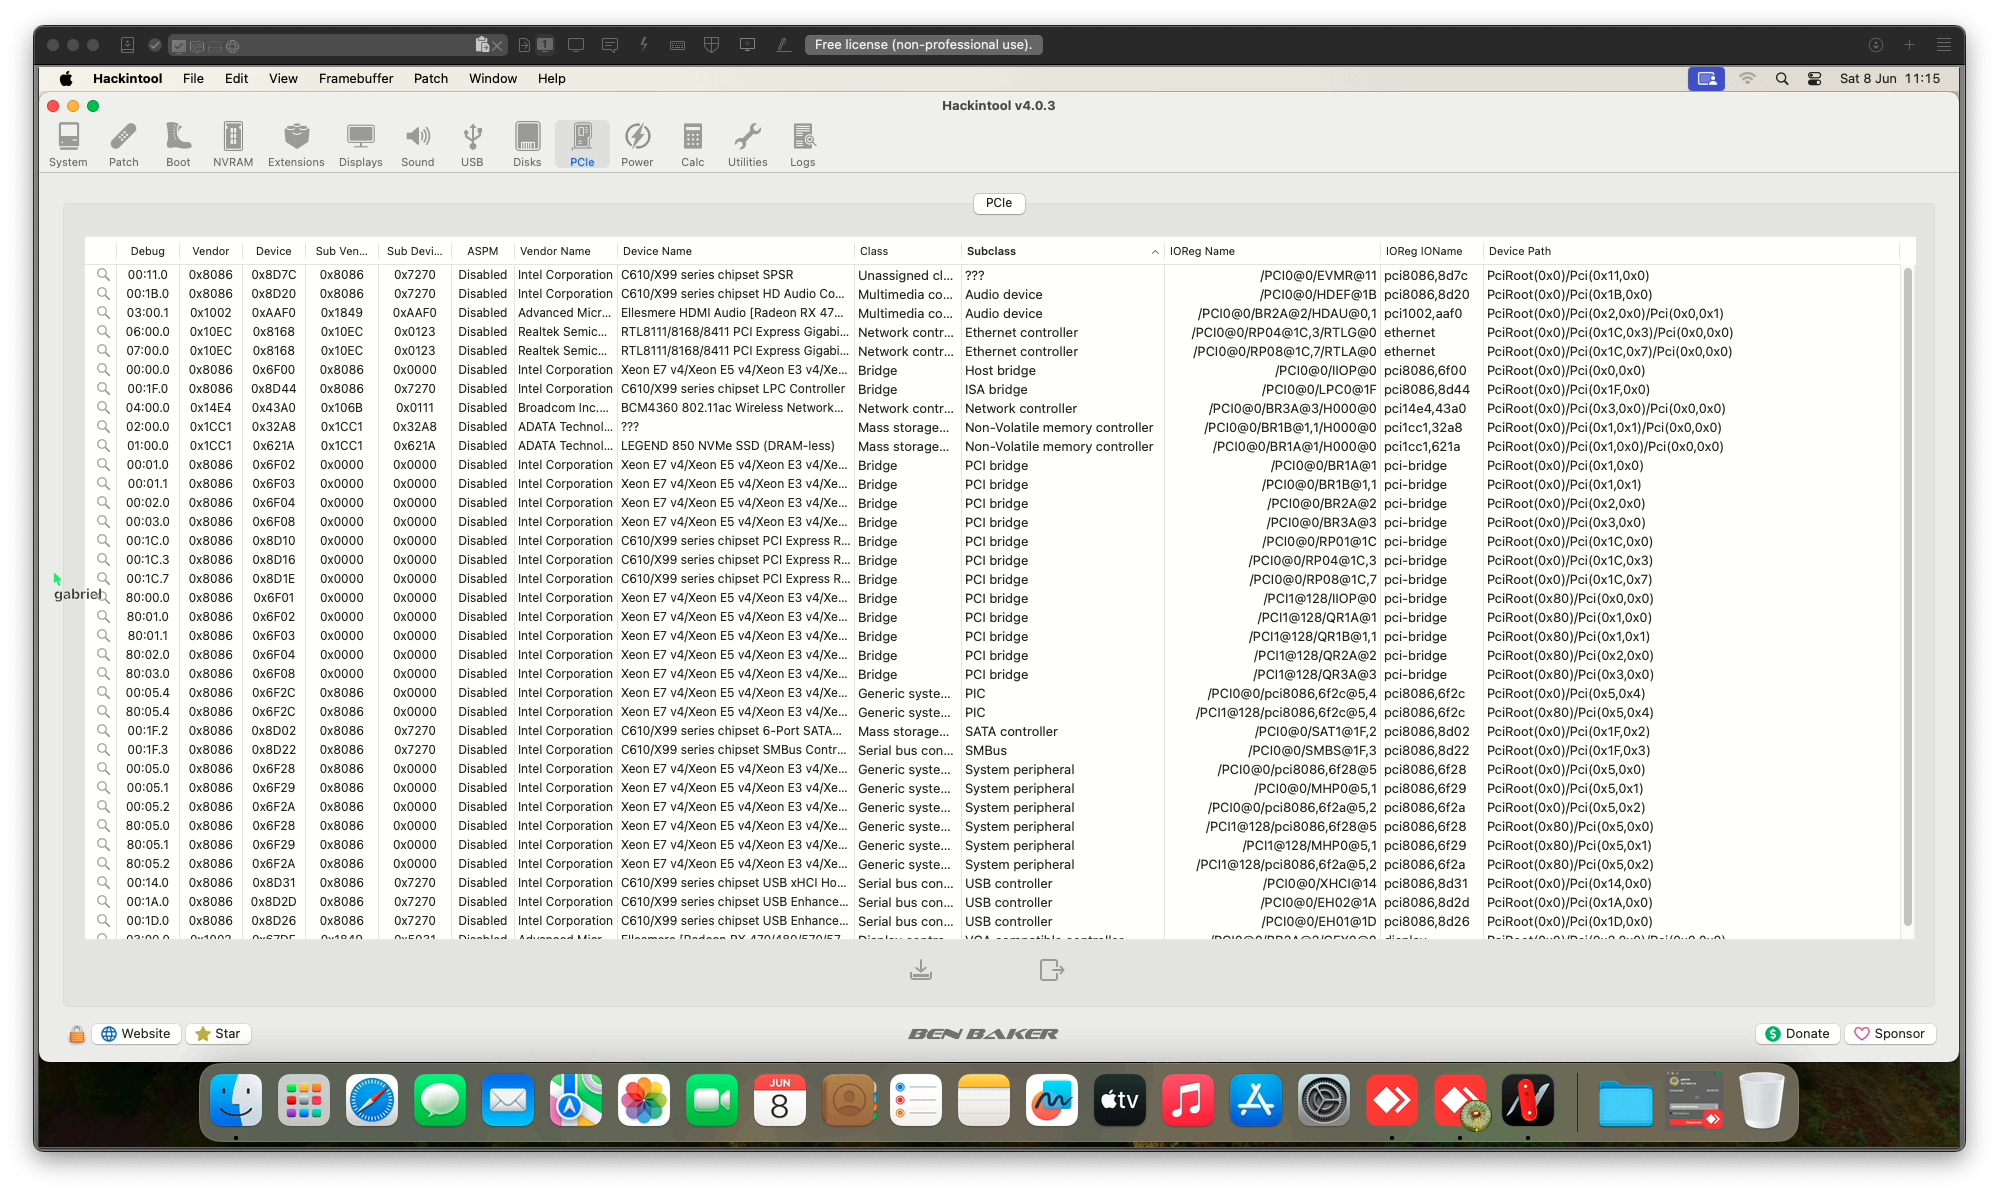 Free license (non-professional use).
Hackintool File Edit View Framebuffer Patch Window Help
Sat 8 Jun 11:15
Hackintool v4.0.3
System Patch Boot NVRAM Extensions Displays Sound USB Disks PCIe Power Calc Utilities Logs
PCIe
Debug Vendor Device Sub Ven... Sub Devi... ASPM Vendor Name Device Name Class Subclass IOReg Name IOReg IOName Device Path
00:11.0 0x8086 0x8D7C 0x8086 0x7270 Disabled Intel Corporation C610/X99 series chipset SPSR Unassigned cl... ??? /PCI0@0/EVMR@11 pci8086,8d7c PciRoot(0x0)/Pci(0x11,0x0)
00:1B.0 0x8086 0x8D20 0x8086 0x7270 Disabled Intel Corporation C610/X99 series chipset HD Audio Co... Multimedia co... Audio device /PCI0@0/HDEF@1B pci8086,8d20 PciRoot(0x0)/Pci(0x1B,0x0)
03:00.1 0x1002 0xAAF0 0x1849 0xAAF0 Disabled Advanced Micr... Ellesmere HDMI Audio [Radeon RX 47... Multimedia co... Audio device /PCI0@0/BR2A@2/HDAU@0,1 pci1002,aaf0 PciRoot(0x0)/Pci(0x2,0x0)/Pci(0x0,0x1)
06:00.0 0x10EC 0x8168 0x10EC 0x0123 Disabled Realtek Semic... RTL8111/8168/8411 PCI Express Gigabi... Network contr... Ethernet controller /PCI0@0/RP04@1C,3/RTLG@0 ethernet PciRoot(0x0)/Pci(0x1C,0x3)/Pci(0x0,0x0)
07:00.0 0x10EC 0x8168 0x10EC 0x0123 Disabled Realtek Semic... RTL8111/8168/8411 PCI Express Gigabi... Network contr... Ethernet controller /PCI0@0/RP08@1C,7/RTLA@0 ethernet PciRoot(0x0)/Pci(0x1C,0x7)/Pci(0x0,0x0)
00:00.0 0x8086 0x6F00 0x8086 0x0000 Disabled Intel Corporation Xeon E7 v4/Xeon E5 v4/Xeon E3 v4/Xe... Bridge Host bridge /PCI0@0/IIOP@0 pci8086,6f00 PciRoot(0x0)/Pci(0x0,0x0)
00:1F.0 0x8086 0x8D44 0x8086 0x7270 Disabled Intel Corporation C610/X99 series chipset LPC Controller Bridge ISA bridge /PCI0@0/LPC0@1F pci8086,8d44 PciRoot(0x0)/Pci(0x1F,0x0)
04:00.0 0x14E4 0x43A0 0x106B 0x0111 Disabled Broadcom Inc.... BCM4360 802.11ac Wireless Network... Network contr... Network controller /PCI0@0/BR3A@3/H000@0 pci14e4,43a0 PciRoot(0x0)/Pci(0x3,0x0)/Pci(0x0,0x0)
02:00.0 0x1CC1 0x32A8 0x1CC1 0x32A8 Disabled ADATA Technol... ??? Mass storage... Non-Volatile memory controller /PCI0@0/BR1B@1,1/H000@0 pci1cc1,32a8 PciRoot(0x0)/Pci(0x1,0x1)/Pci(0x0,0x0)
01:00.0 0x1CC1 0x621A 0x1CC1 0x621A Disabled ADATA Technol... LEGEND 850 NVMe SSD (DRAM-less) Mass storage... Non-Volatile memory controller /PCI0@0/BR1A@1/H000@0 pci1cc1,621a PciRoot(0x0)/Pci(0x1,0x0)/Pci(0x0,0x0)
00:01.0 0x8086 0x6F02 0x0000 0x0000 Disabled Intel Corporation Xeon E7 v4/Xeon E5 v4/Xeon E3 v4/Xe... Bridge PCI bridge /PCI0@0/BR1A@1 pci-bridge PciRoot(0x0)/Pci(0x1,0x0)
00:01.1 0x8086 0x6F03 0x0000 0x0000 Disabled Intel Corporation Xeon E7 v4/Xeon E5 v4/Xeon E3 v4/Xe... Bridge PCI bridge /PCI0@0/BR1B@1,1 pci-bridge PciRoot(0x0)/Pci(0x1,0x1)
00:02.0 0x8086 0x6F04 0x0000 0x0000 Disabled Intel Corporation Xeon E7 v4/Xeon E5 v4/Xeon E3 v4/Xe... Bridge PCI bridge /PCI0@0/BR2A@2 pci-bridge PciRoot(0x0)/Pci(0x2,0x0)
00:03.0 0x8086 0x6F08 0x0000 0x0000 Disabled Intel Corporation Xeon E7 v4/Xeon E5 v4/Xeon E3 v4/Xe... Bridge PCI bridge /PCI0@0/BR3A@3 pci-bridge PciRoot(0x0)/Pci(0x3,0x0)
00:1C.0 0x8086 0x8D10 0x0000 0x0000 Disabled Intel Corporation C610/X99 series chipset PCI Express R... Bridge PCI bridge /PCI0@0/RP01@1C pci-bridge PciRoot(0x0)/Pci(0x1C,0x0)
00:1C.3 0x8086 0x8D16 0x0000 0x0000 Disabled Intel Corporation C610/X99 series chipset PCI Express R... Bridge PCI bridge /PCI0@0/RP04@1C,3 pci-bridge PciRoot(0x0)/Pci(0x1C,0x3)
00:1C.7 0x8086 0x8D1E 0x0000 0x0000 Disabled Intel Corporation C610/X99 series chipset PCI Express R... Bridge PCI bridge /PCI0@0/RP08@1C,7 pci-bridge PciRoot(0x0)/Pci(0x1C,0x7)
gabriel
80:00.0 0x8086 0x6F01 0x0000 0x0000 Disabled Intel Corporation Xeon E7 v4/Xeon E5 v4/Xeon E3 v4/Xe... Bridge PCI bridge /PCI1@128/IIOP@0 pci-bridge PciRoot(0x80)/Pci(0x0,0x0)
80:01.0 0x8086 0x6F02 0x0000 0x0000 Disabled Intel Corporation Xeon E7 v4/Xeon E5 v4/Xeon E3 v4/Xe... Bridge PCI bridge /PCI1@128/QR1A@1 pci-bridge PciRoot(0x80)/Pci(0x1,0x0)
80:01.1 0x8086 0x6F03 0x0000 0x0000 Disabled Intel Corporation Xeon E7 v4/Xeon E5 v4/Xeon E3 v4/Xe... Bridge PCI bridge /PCI1@128/QR1B@1,1 pci-bridge PciRoot(0x80)/Pci(0x1,0x1)
80:02.0 0x8086 0x6F04 0x0000 0x0000 Disabled Intel Corporation Xeon E7 v4/Xeon E5 v4/Xeon E3 v4/Xe... Bridge PCI bridge /PCI1@128/QR2A@2 pci-bridge PciRoot(0x80)/Pci(0x2,0x0)
80:03.0 0x8086 0x6F08 0x0000 0x0000 Disabled Intel Corporation Xeon E7 v4/Xeon E5 v4/Xeon E3 v4/Xe... Bridge PCI bridge /PCI1@128/QR3A@3 pci-bridge PciRoot(0x80)/Pci(0x3,0x0)
00:05.4 0x8086 0x6F2C 0x8086 0x0000 Disabled Intel Corporation Xeon E7 v4/Xeon E5 v4/Xeon E3 v4/Xe... Generic syste... PIC /PCI0@0/pci8086,6f2c@5,4 pci8086,6f2c PciRoot(0x0)/Pci(0x5,0x4)
80:05.4 0x8086 0x6F2C 0x8086 0x0000 Disabled Intel Corporation Xeon E7 v4/Xeon E5 v4/Xeon E3 v4/Xe... Generic syste... PIC /PCI1@128/pci8086,6f2c@5,4 pci8086,6f2c PciRoot(0x80)/Pci(0x5,0x4)
00:1F.2 0x8086 0x8D02 0x8086 0x7270 Disabled Intel Corporation C610/X99 series chipset 6-Port SATA... Mass storage... SATA controller /PCI0@0/SAT1@1F,2 pci8086,8d02 PciRoot(0x0)/Pci(0x1F,0x2)
00:1F.3 0x8086 0x8D22 0x8086 0x7270 Disabled Intel Corporation C610/X99 series chipset SMBus Contr... Serial bus con... SMBus /PCI0@0/SMBS@1F,3 pci8086,8d22 PciRoot(0x0)/Pci(0x1F,0x3)
00:05.0 0x8086 0x6F28 0x8086 0x0000 Disabled Intel Corporation Xeon E7 v4/Xeon E5 v4/Xeon E3 v4/Xe... Generic syste... System peripheral /PCI0@0/pci8086,6f28@5 pci8086,6f28 PciRoot(0x0)/Pci(0x5,0x0)
00:05.1 0x8086 0x6F29 0x8086 0x0000 Disabled Intel Corporation Xeon E7 v4/Xeon E5 v4/Xeon E3 v4/Xe... Generic syste... System peripheral /PCI0@0/MHP0@5,1 pci8086,6f29 PciRoot(0x0)/Pci(0x5,0x1)
00:05.2 0x8086 0x6F2A 0x8086 0x0000 Disabled Intel Corporation Xeon E7 v4/Xeon E5 v4/Xeon E3 v4/Xe... Generic syste... System peripheral /PCI0@0/pci8086,6f2a@5,2 pci8086,6f2a PciRoot(0x0)/Pci(0x5,0x2)
80:05.0 0x8086 0x6F28 0x8086 0x0000 Disabled Intel Corporation Xeon E7 v4/Xeon E5 v4/Xeon E3 v4/Xe... Generic syste... System peripheral /PCI1@128/pci8086,6f28@5 pci8086,6f28 PciRoot(0x80)/Pci(0x5,0x0)
80:05.1 0x8086 0x6F29 0x8086 0x0000 Disabled Intel Corporation Xeon E7 v4/Xeon E5 v4/Xeon E3 v4/Xe... Generic syste... System peripheral /PCI1@128/MHP0@5,1 pci8086,6f29 PciRoot(0x80)/Pci(0x5,0x1)
80:05.2 0x8086 0x6F2A 0x8086 0x0000 Disabled Intel Corporation Xeon E7 v4/Xeon E5 v4/Xeon E3 v4/Xe... Generic syste... System peripheral /PCI1@128/pci8086,6f2a@5,2 pci8086,6f2a PciRoot(0x80)/Pci(0x5,0x2)
00:14.0 0x8086 0x8D31 0x8086 0x7270 Disabled Intel Corporation C610/X99 series chipset USB xHCI Ho... Serial bus con... USB controller /PCI0@0/XHCI@14 pci8086,8d31 PciRoot(0x0)/Pci(0x14,0x0)
00:1A.0 0x8086 0x8D2D 0x8086 0x7270 Disabled Intel Corporation C610/X99 series chipset USB Enhance... Serial bus con... USB controller /PCI0@0/EH02@1A pci8086,8d2d PciRoot(0x0)/Pci(0x1A,0x0)
00:1D.0 0x8086 0x8D26 0x8086 0x7270 Disabled Intel Corporation C610/X99 series chipset USB Enhance... Serial bus con... USB controller /PCI0@0/EH01@1D pci8086,8d26 PciRoot(0x0)/Pci(0x1D,0x0)
Website Star BEN BAKER Donate Sponsor
JUN
8
tv